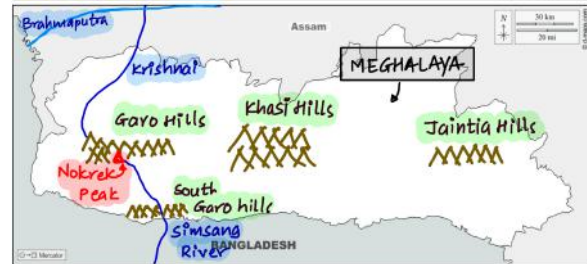 Brahmaputra
Assam
N
30 km
20 mi
Krishnai
MEGHALAYA
Garo Hills
Khasi Hills
Jaintia Hills
Nokrek
Peak
South
Garo hills
Simsang
River
BANGLADESH
Mercator